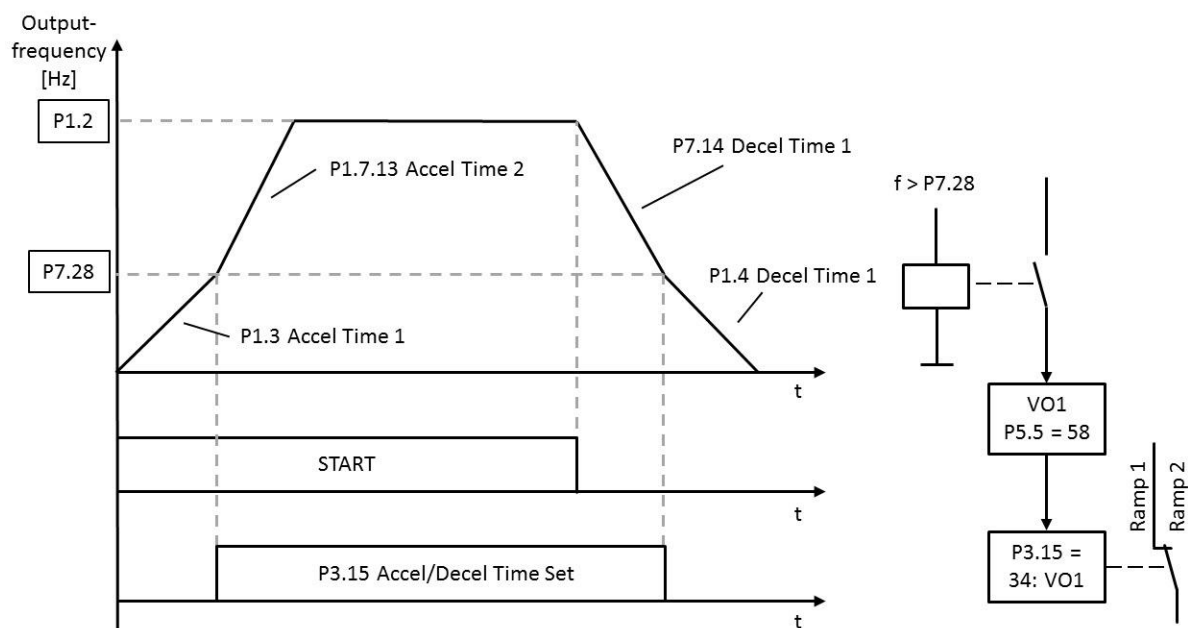 Output-
frequency
[Hz]
P1.2
P7.28
P1.7.13 Accel Time 2
P1.3 Accel Time 1
P7.14 Decel Time 1
P1.4 Decel Time 1
t
START
t
P3.15 Accel/Decel Time Set
t
f > P7.28
VO1
P5.5 = 58
P3.15 =
34: VO1
Ramp 1
Ramp 2